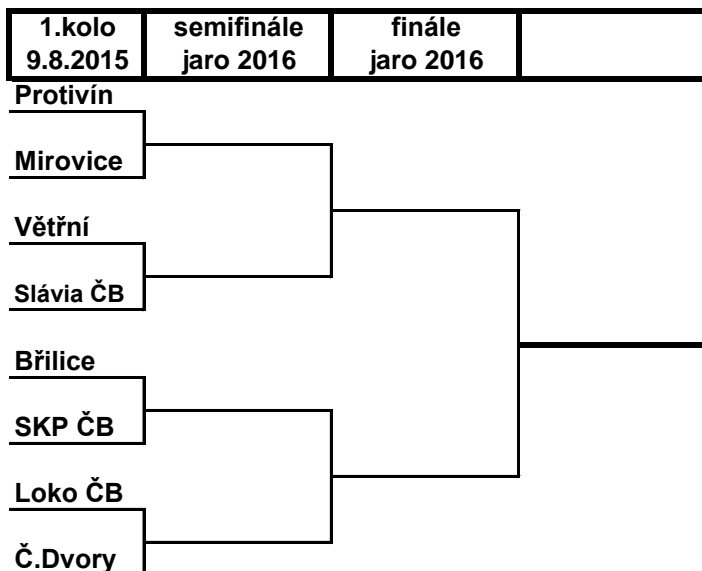 1.kolo semifinále finále
9.8.2015 jaro 2016 jaro 2016
Protivín
Mirovice
Větřní
Slávia ČB
Břilice
SKP ČB
Loko ČB
Č.Dvory